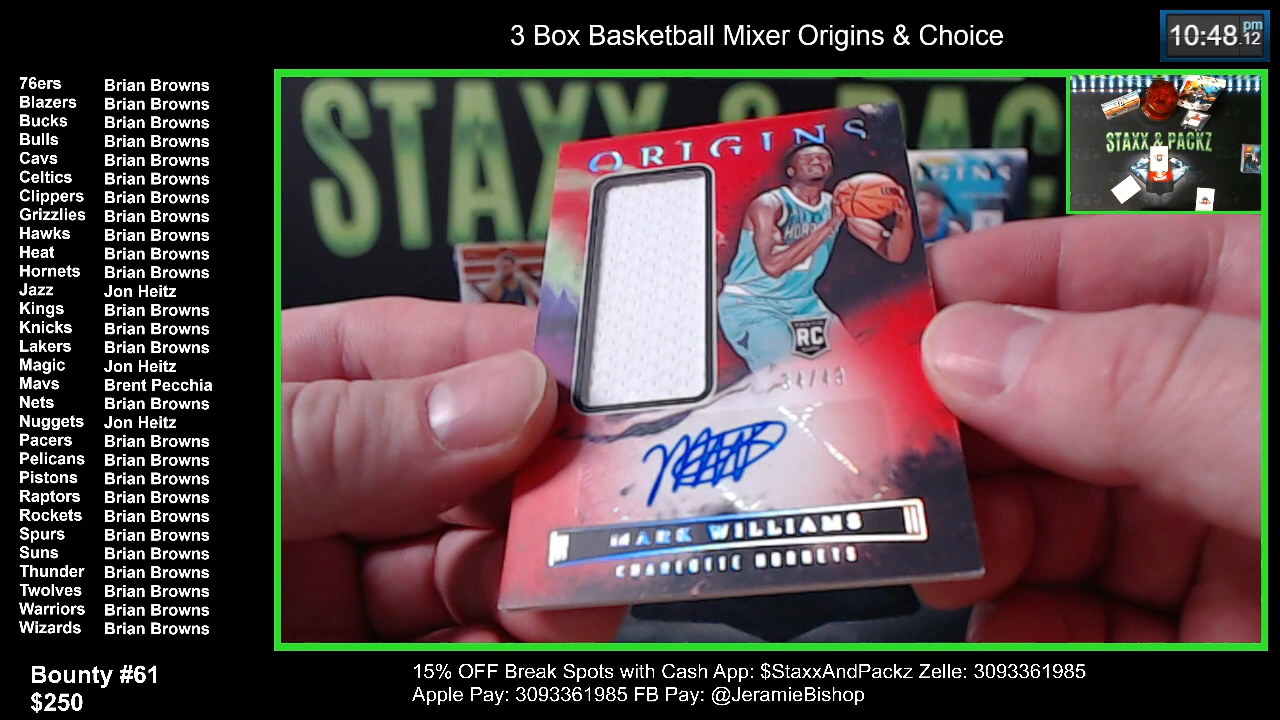 3 Box Basketball Mixer Origins & Choice
10:48 pm .12
76ers Brian Browns
Blazers Brian Browns
Bucks Brian Browns
Bulls Brian Browns
Cavs Brian Browns
Celtics Brian Browns
Clippers Brian Browns
Grizzlies Brian Browns
Hawks Brian Browns
Heat Brian Browns
Hornets Brian Browns
Jazz Jon Heitz
Kings Brian Browns
Knicks Brian Browns
Lakers Brian Browns
Magic Jon Heitz
Mavs Brent Pecchia
Nets Brian Browns
Nuggets Jon Heitz
Pacers Brian Browns
Pelicans Brian Browns
Pistons Brian Browns
Raptors Brian Browns
Rockets Brian Browns
Spurs Brian Browns
Suns Brian Browns
Thunder Brian Browns
Twolves Brian Browns
Warriors Brian Browns
Wizards Brian Browns
Bounty #61
$250
STAXX & PAC
ORIGINS
RC
MARK WILLIAMS
CHARLOTTE HORNETS
STAXX & PACKZ
15% OFF Break Spots with Cash App: $StaxxAndPackz Zelle: 3093361985
Apple Pay: 3093361985 FB Pay: @JeramieBishop